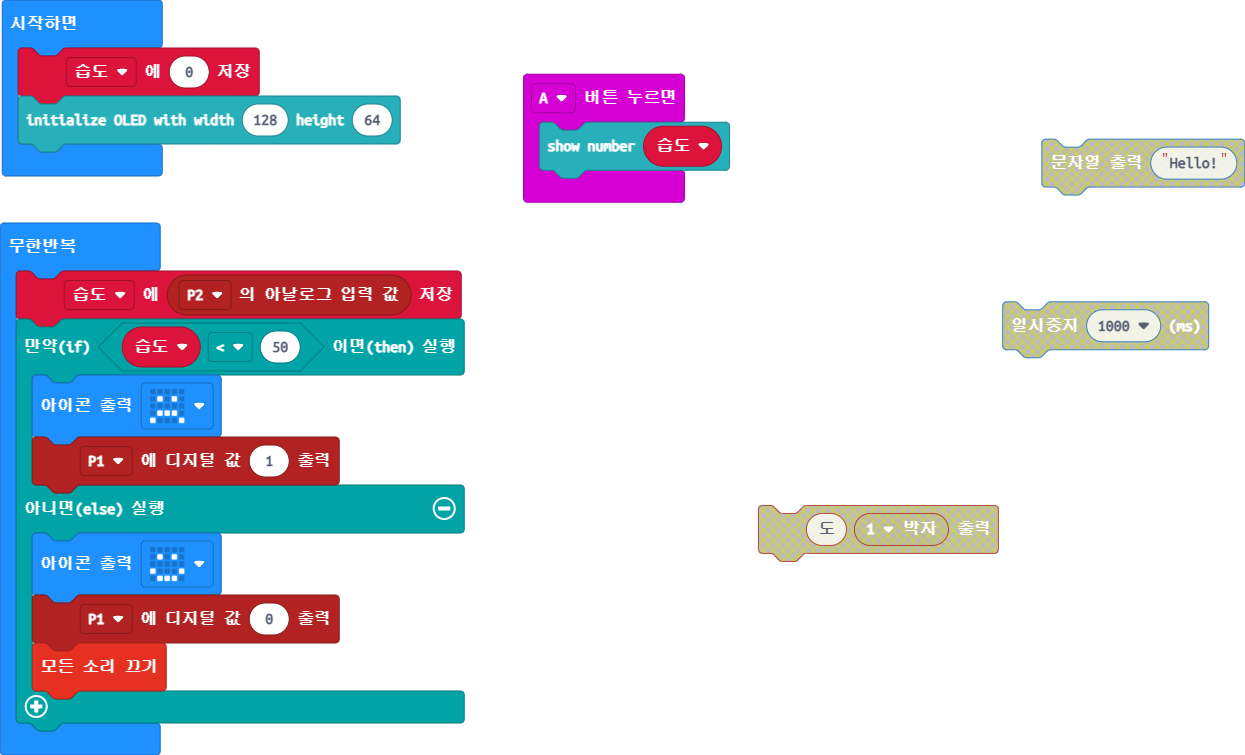 시작하면
습도 에 0 저장
initialize OLED with width 128 height 64
A 버튼 누르면
show number 습도
문자열 출력 "Hello!"
무한반복
습도 에 P2 의 아날로그 입력 값 저장
만약(if) 습도 < 50 이면(then) 실행
아이콘 출력
P1 에 디지털 값 1 출력
아니면(else) 실행
아이콘 출력
P1 에 디지털 값 0 출력
모든 소리 끄기
일시중지 1000 (ms)
도 1 박자 출력